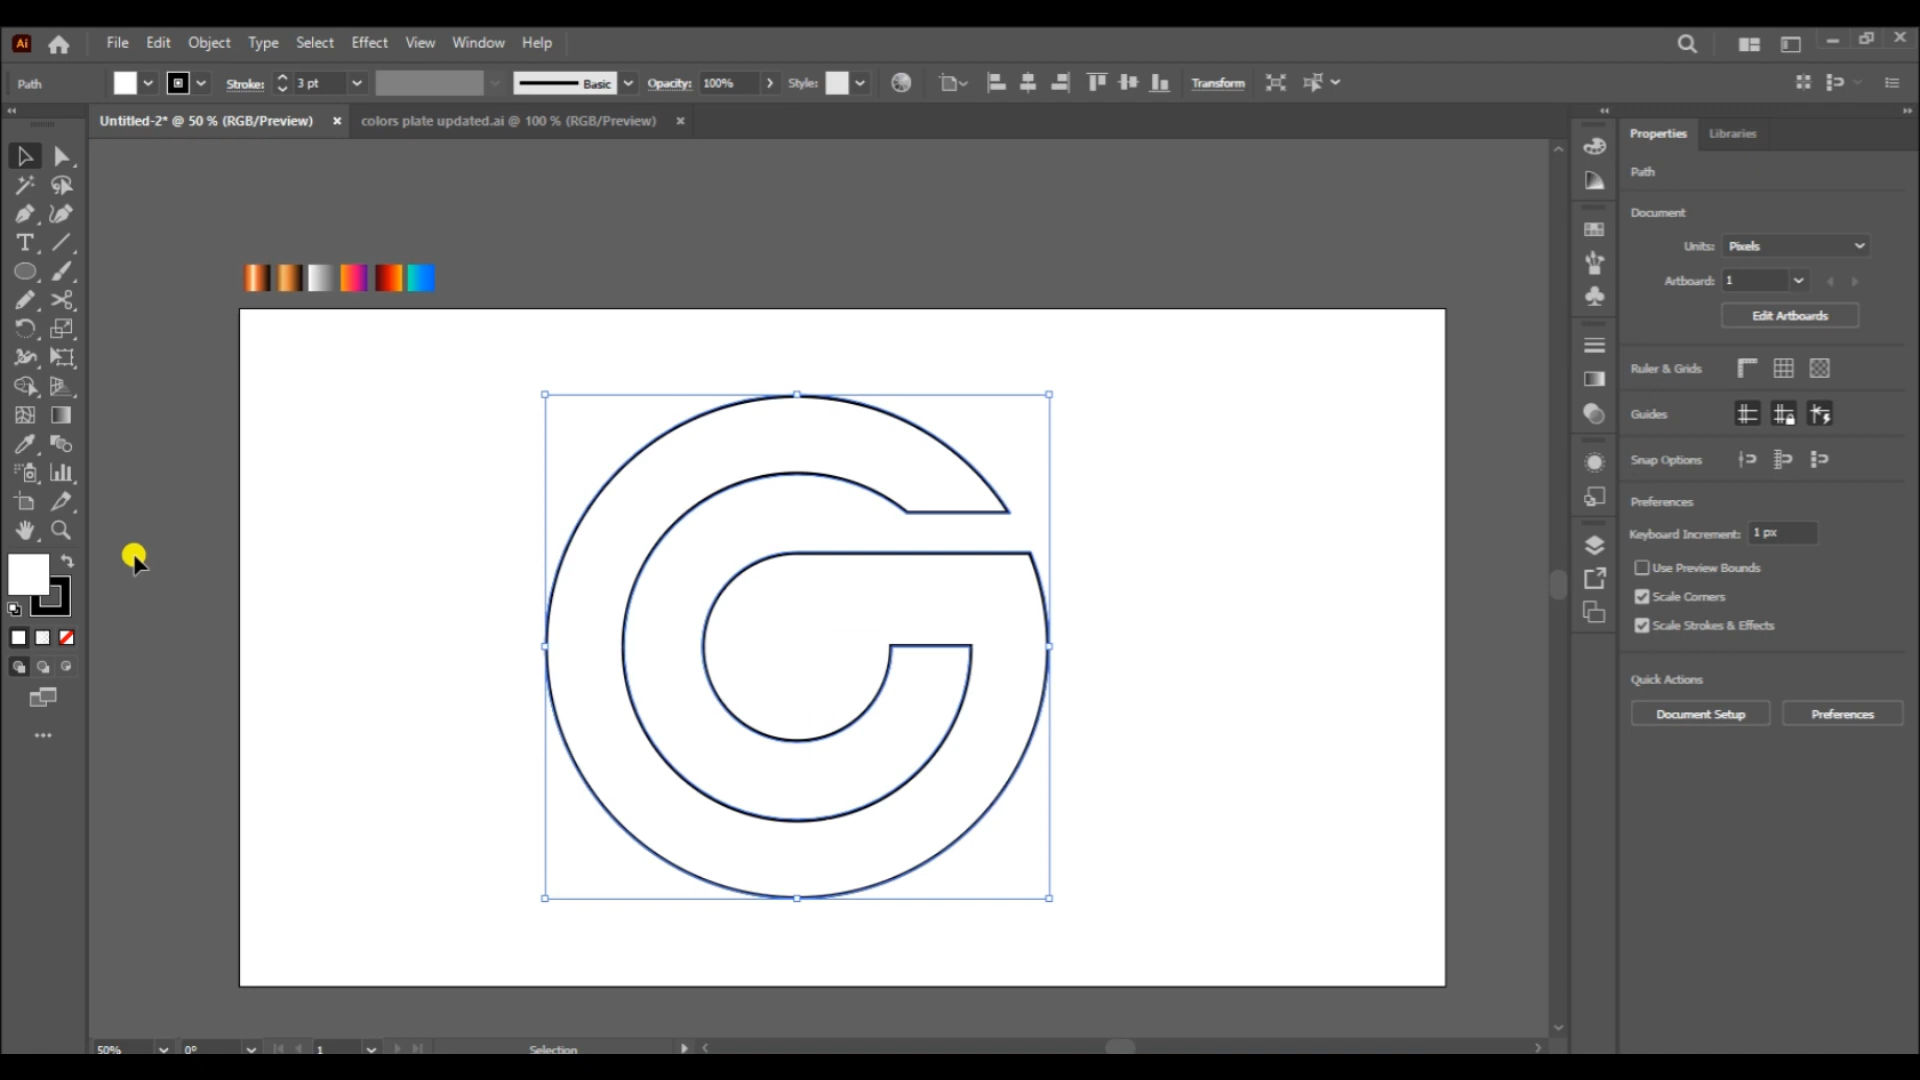 Ai File Edit Object Type Select Effect View Window Help
Path Stroke: 3 pt Basic Opacity: 100% Style: Transform
Untitled-2* @ 50 % (RGB/Preview) × colors plate updated.ai @ 100 % (RGB/Preview) ×
Properties Libraries
Path
Document
Units: Pixels
Artboard: 1
Edit Artboards
Ruler & Grids
Guides
Snap Options
Preferences
Keyboard Increment: 1 px
Use Preview Bounds
Scale Corners
Scale Strokes & Effects
Quick Actions
Document Setup Preferences
50% 0° 1 Selection